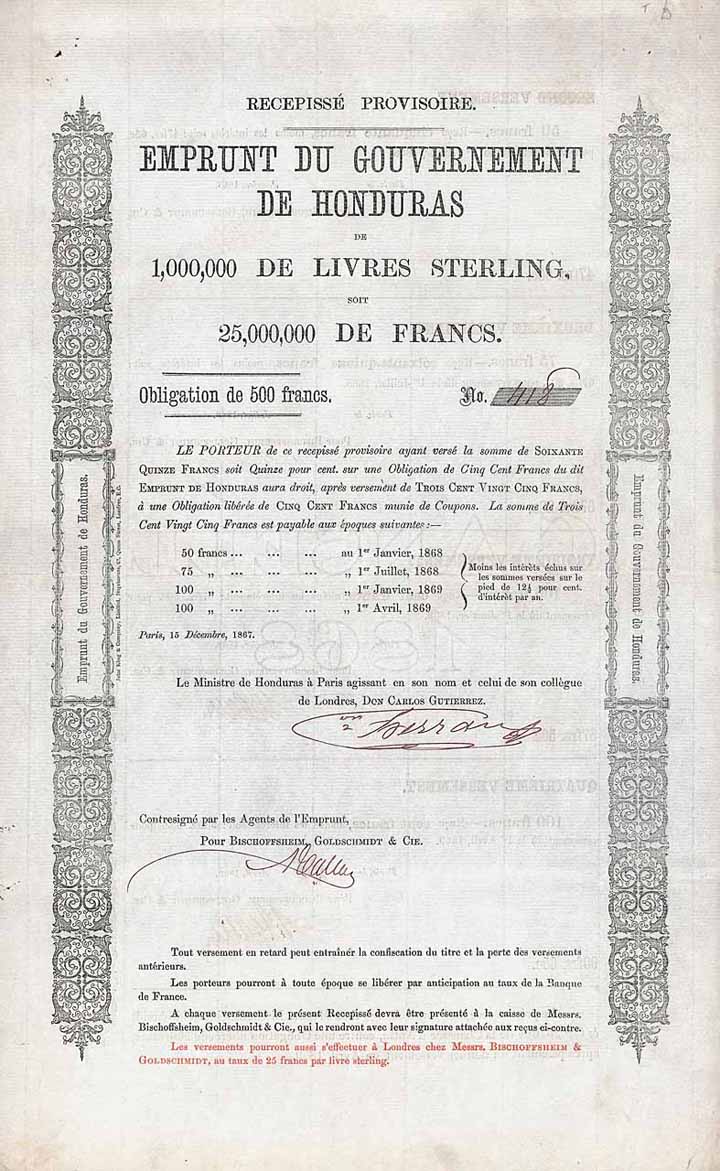 RECEPISSÉ PROVISOIRE.
EMPRUNT DU GOUVERNEMENT
DE HONDURAS
DE
1,000,000 DE LIVRES STERLING,
SOIT
25,000,000 DE FRANCS.
Obligation de 500 francs.
No. 418
LE PORTEUR de ce recepissé provisoire ayant versé la somme de SOIXANTE
QUINZE FRANCS soit Quinze pour cent. sur une Obligation de Cinq Cent Francs du dit
EMPRUNT DE HONDURAS aura droit, après versement de TROIS CENT VINGT CINQ FRANCS,
à une Obligation libérée de CINQ CENT FRANCS munie de Coupons. La somme de Trois
Cent Vingt Cinq Francs est payable aux époques suivantes:—
50 francs ... ... ... au 1er Janvier, 1868
75 „ ... ... ... „ 1er Juillet, 1868
100 „ ... ... ... „ 1er Janvier, 1869
100 „ ... ... ... „ 1er Avril, 1869
Moins les intérêts échus sur
les sommes versées sur le
pied de 12½ pour cent.
d'intérêt par an.
Paris, 15 Décembre, 1867.
Le Ministre de Honduras à Paris agissant en son nom et celui de son collègue
de Londres, DON CARLOS GUTIERREZ.
Herran
Contresigné par les Agents de l'Emprunt,
Pour BISCHOFFSHEIM, GOLDSCHMIDT & CIE.
Tout versement en retard peut entraîner la confiscation du titre et la perte des versements
antérieurs.
Les porteurs pourront à toute époque se libérer par anticipation au taux de la Banque
de France.
A chaque versement le présent Recepissé devra être présenté à la caisse de Messrs.
Bischoffsheim, Goldschmidt & Cie., qui le rendront avec leur signature attachée aux reçus ci-contre.
Les versements pourront aussi s'effectuer à Londres chez Messrs. BISCHOFFSHEIM &
GOLDSCHMIDT, au taux de 25 francs par livre sterling.
Emprunt du Gouvernement de Honduras.
Emprunt du Gouvernement de Honduras.